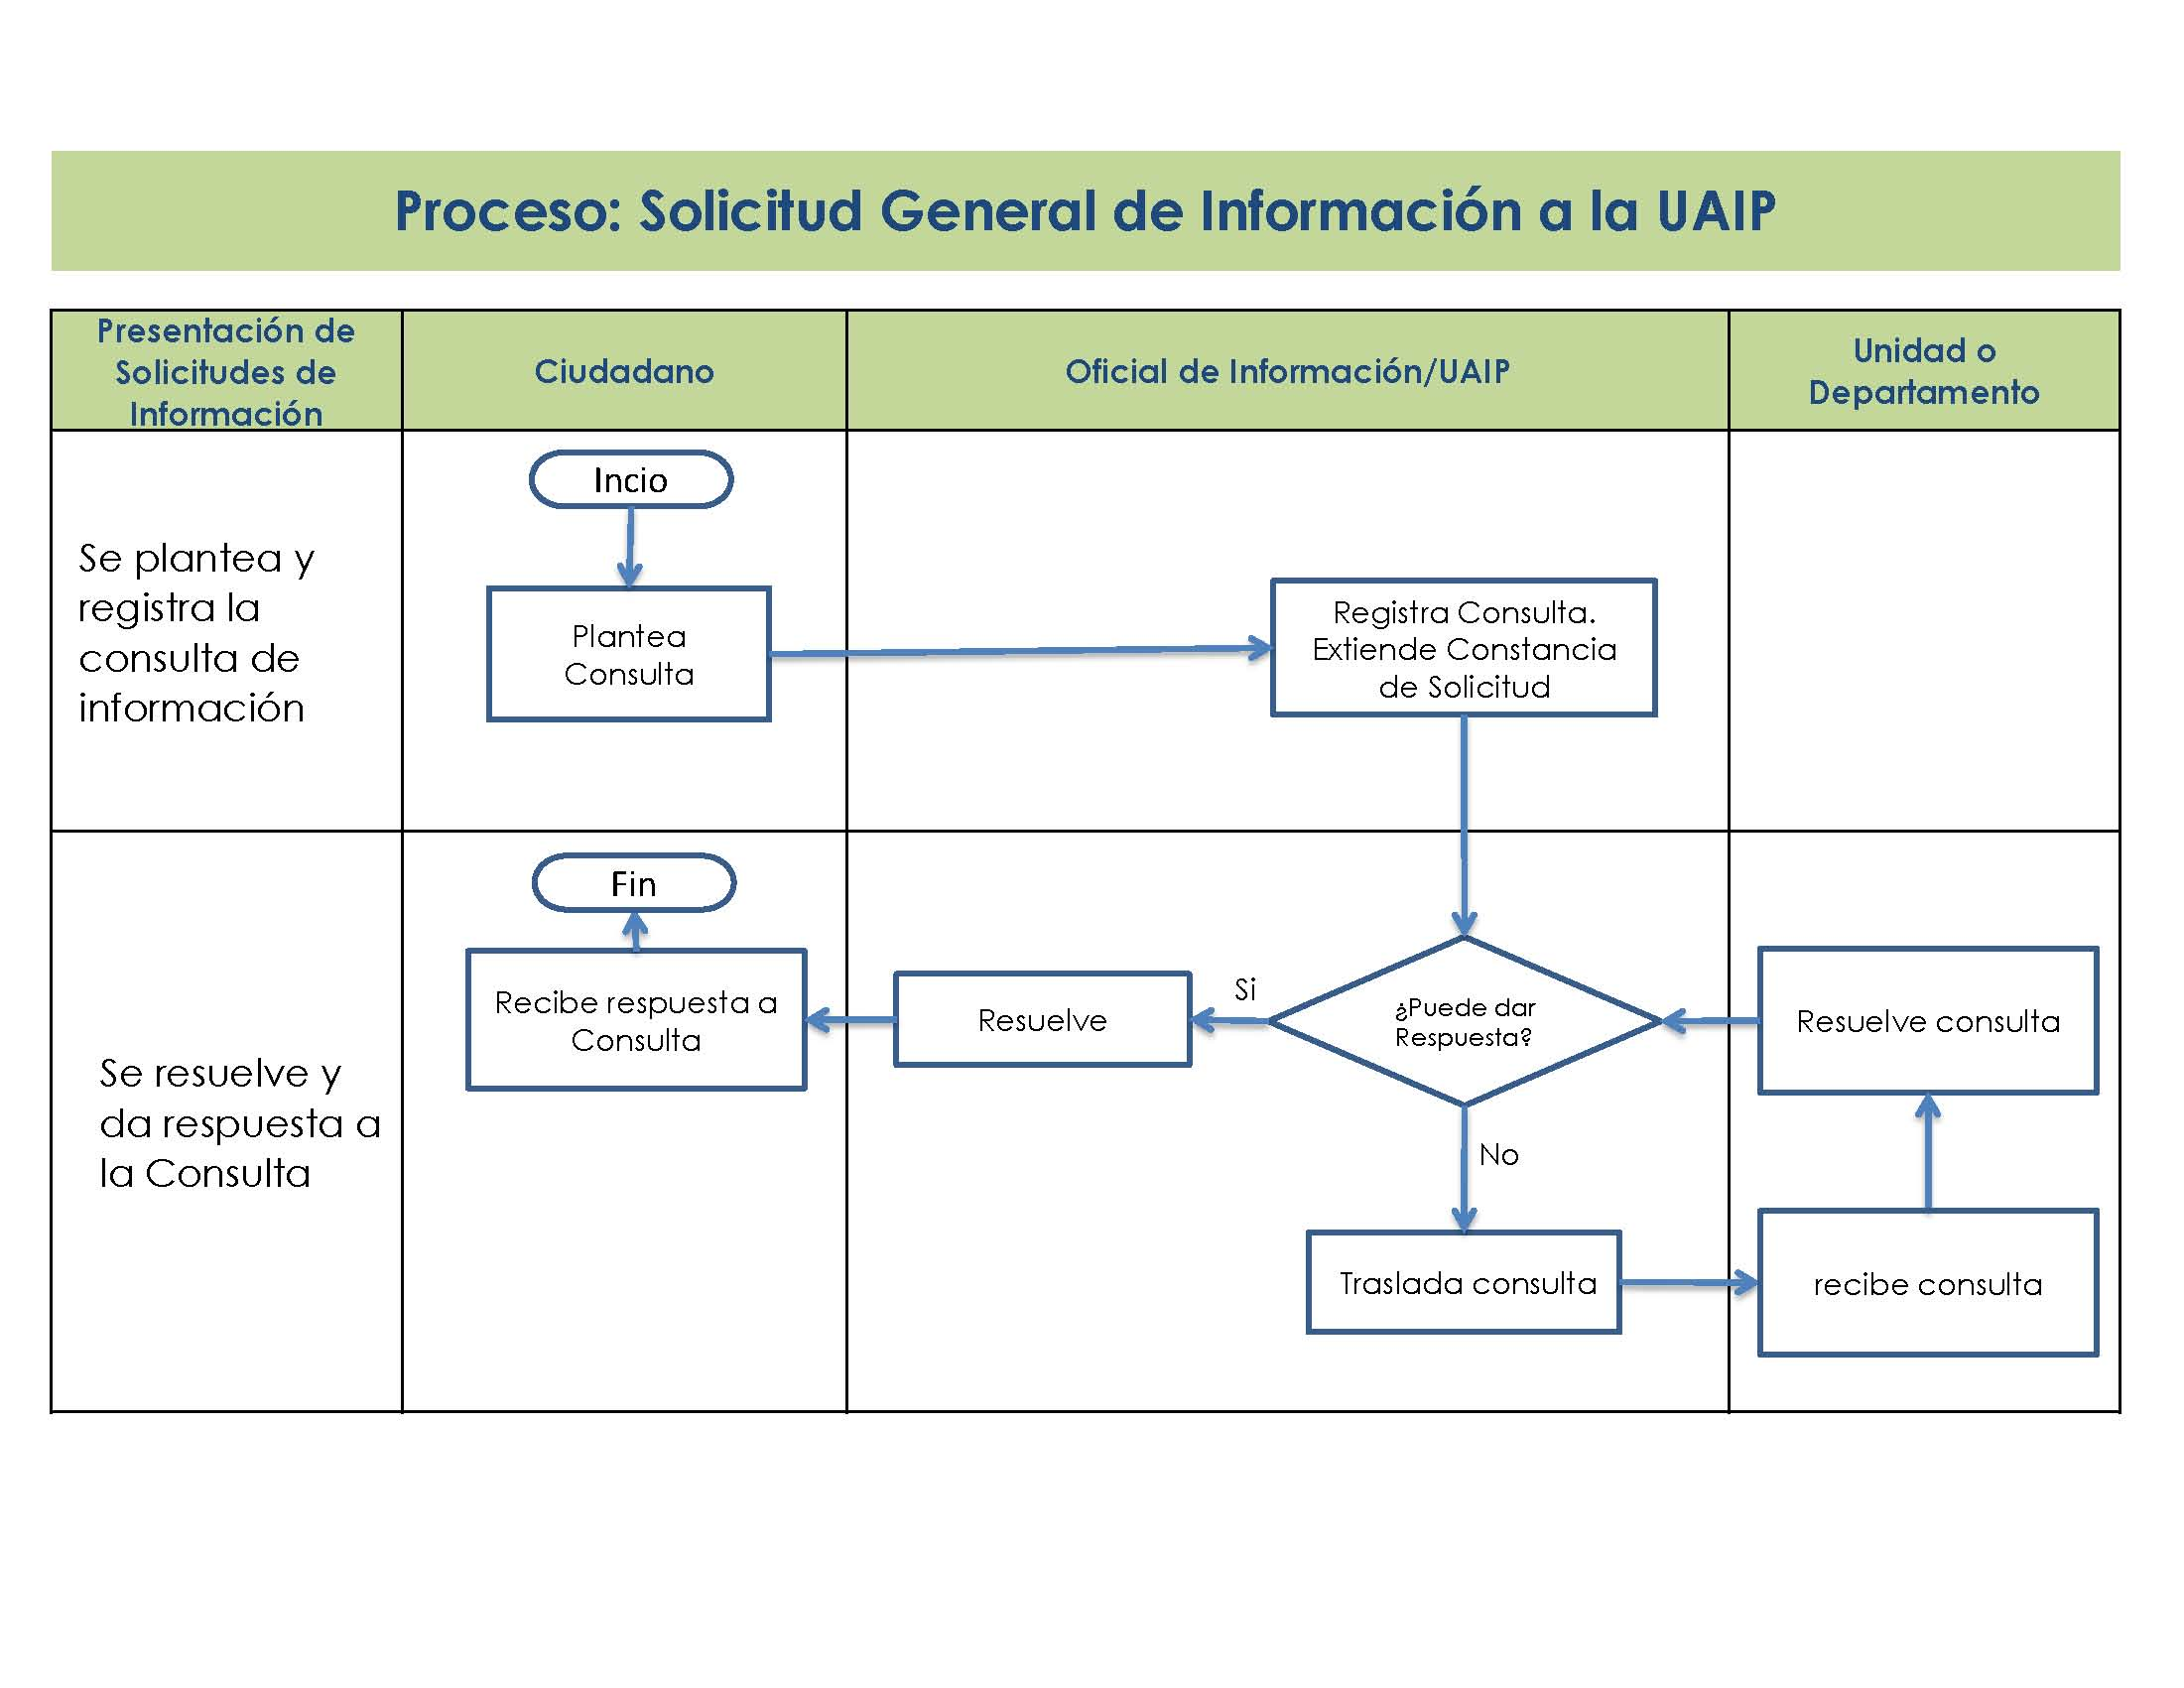 Proceso: Solicitud General de Información a la UAIP
Presentación de
Solicitudes de
Información
Ciudadano
Oficial de Información/UAIP
Unidad o
Departamento
Se plantea y
registra la
consulta de
información
Incio
Plantea
Consulta
Registra Consulta.
Extiende Constancia
de Solicitud
Se resuelve y
da respuesta a
la Consulta
Fin
Recibe respuesta a
Consulta
Resuelve
Si
¿Puede dar
Respuesta?
No
Traslada consulta
Resuelve consulta
recibe consulta